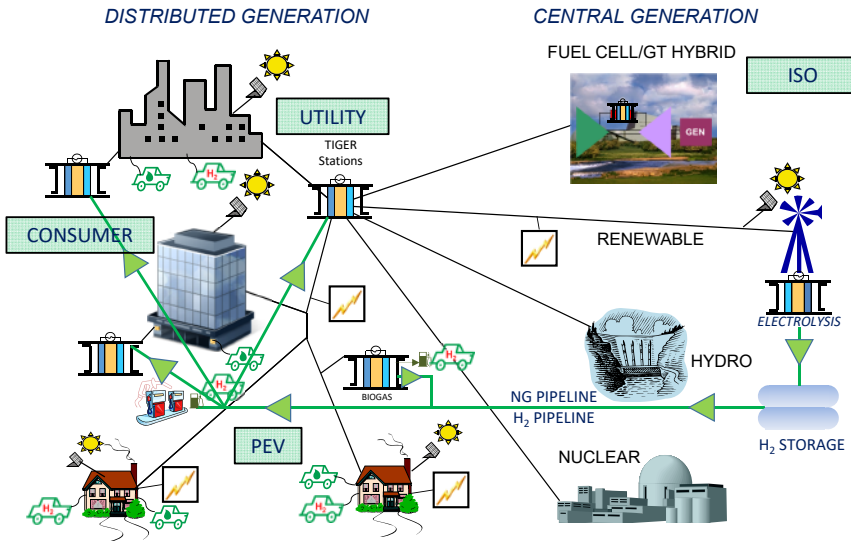 DISTRIBUTED GENERATION
CENTRAL GENERATION
FUEL CELL/GT HYBRID
ISO
UTILITY
TIGER
Stations
GEN
H₂
CONSUMER
RENEWABLE
ELECTROLYSIS
HYDRO
H₂
H₂
BIOGAS
NG PIPELINE
H₂ PIPELINE
H₂ STORAGE
PEV
NUCLEAR
H₂
H₂